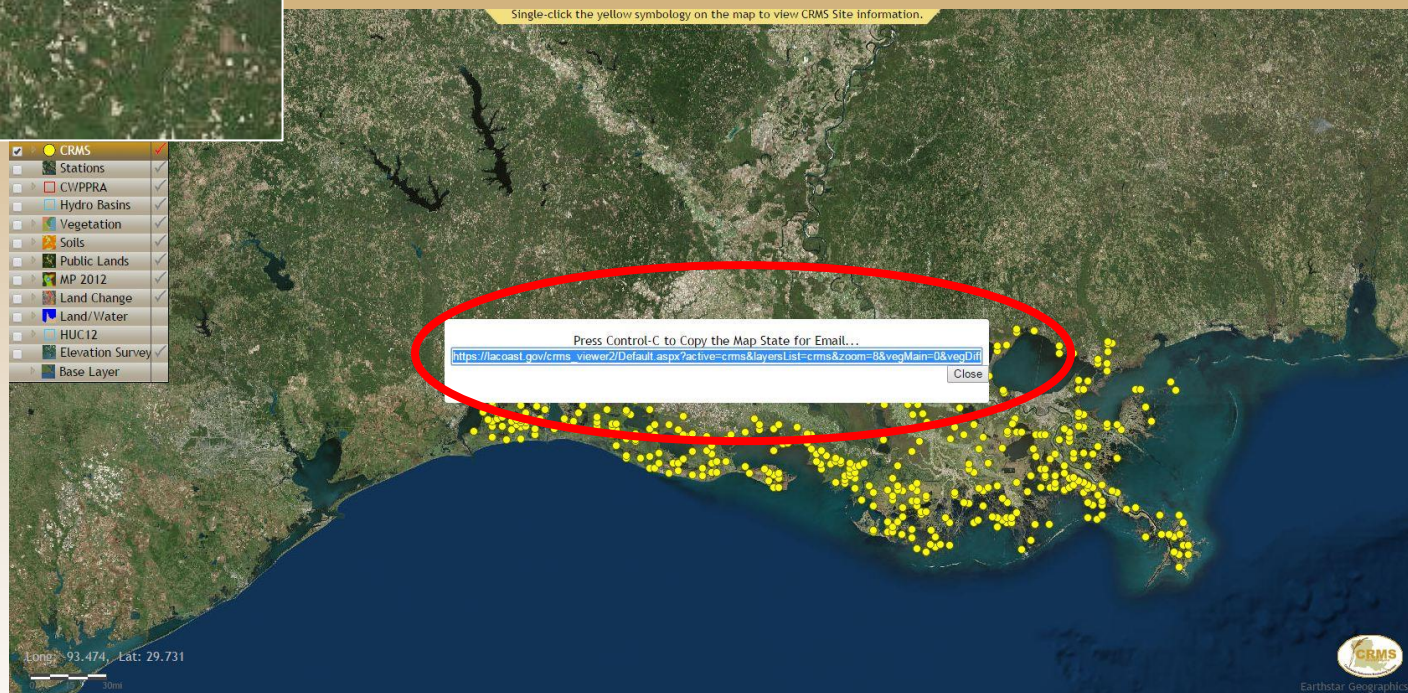 Single-click the yellow symbology on the map to view CRMS Site information.
CRMS
Stations
CWPPRA
Hydro Basins
Vegetation
Soils
Public Lands
MP 2012
Land Change
Land/Water
HUC12
Elevation Survey
Base Layer
Press Control-C to Copy the Map State for Email...
https://lacoast.gov/crms_viewer2/Default.aspx?active=crms&layersList=crms&zoom=8&vegMain=0&vegDif
Close
Long: 93.474, Lat: 29.731
30mi
CRMS
Earthstar Geographics